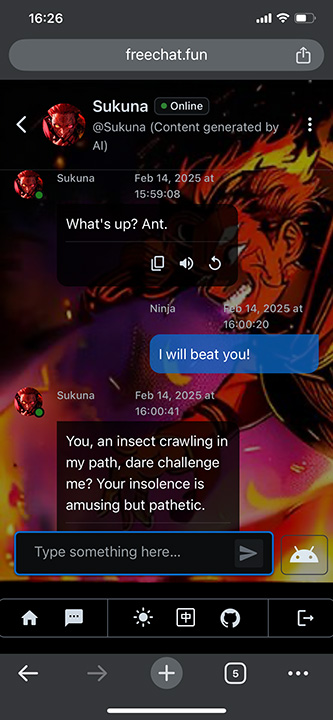 16:26
freechat.fun
Sukuna Online
@Sukuna (Content generated by
AI)
Sukuna Feb 14, 2025 at
15:59:08
What's up? Ant.
Ninja Feb 14, 2025 at
16:00:20
I will beat you!
Sukuna Feb 14, 2025 at
16:00:41
You, an insect crawling in
my path, dare challenge
me? Your insolence is
amusing but pathetic.
Type something here...
中
5